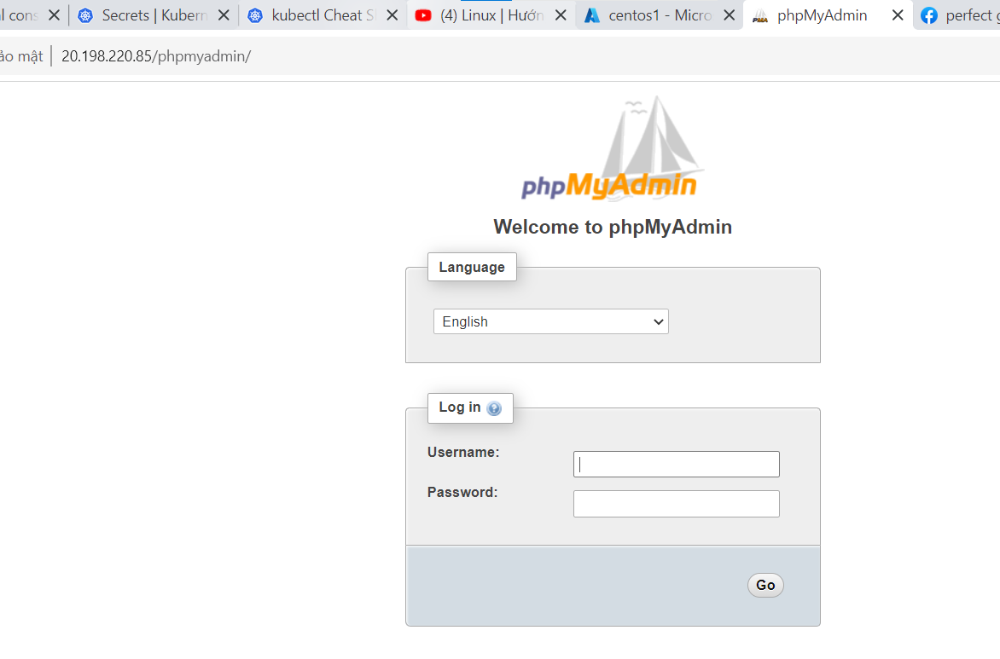 l cons Secrets | Kubern kubectl Cheat S (4) Linux | Hướn centos1 - Micro phpMyAdmin perfect g
ảo mật 20.198.220.85/phpmyadmin/
phpMyAdmin
Welcome to phpMyAdmin
Language
English
Log in
Username:
Password:
Go